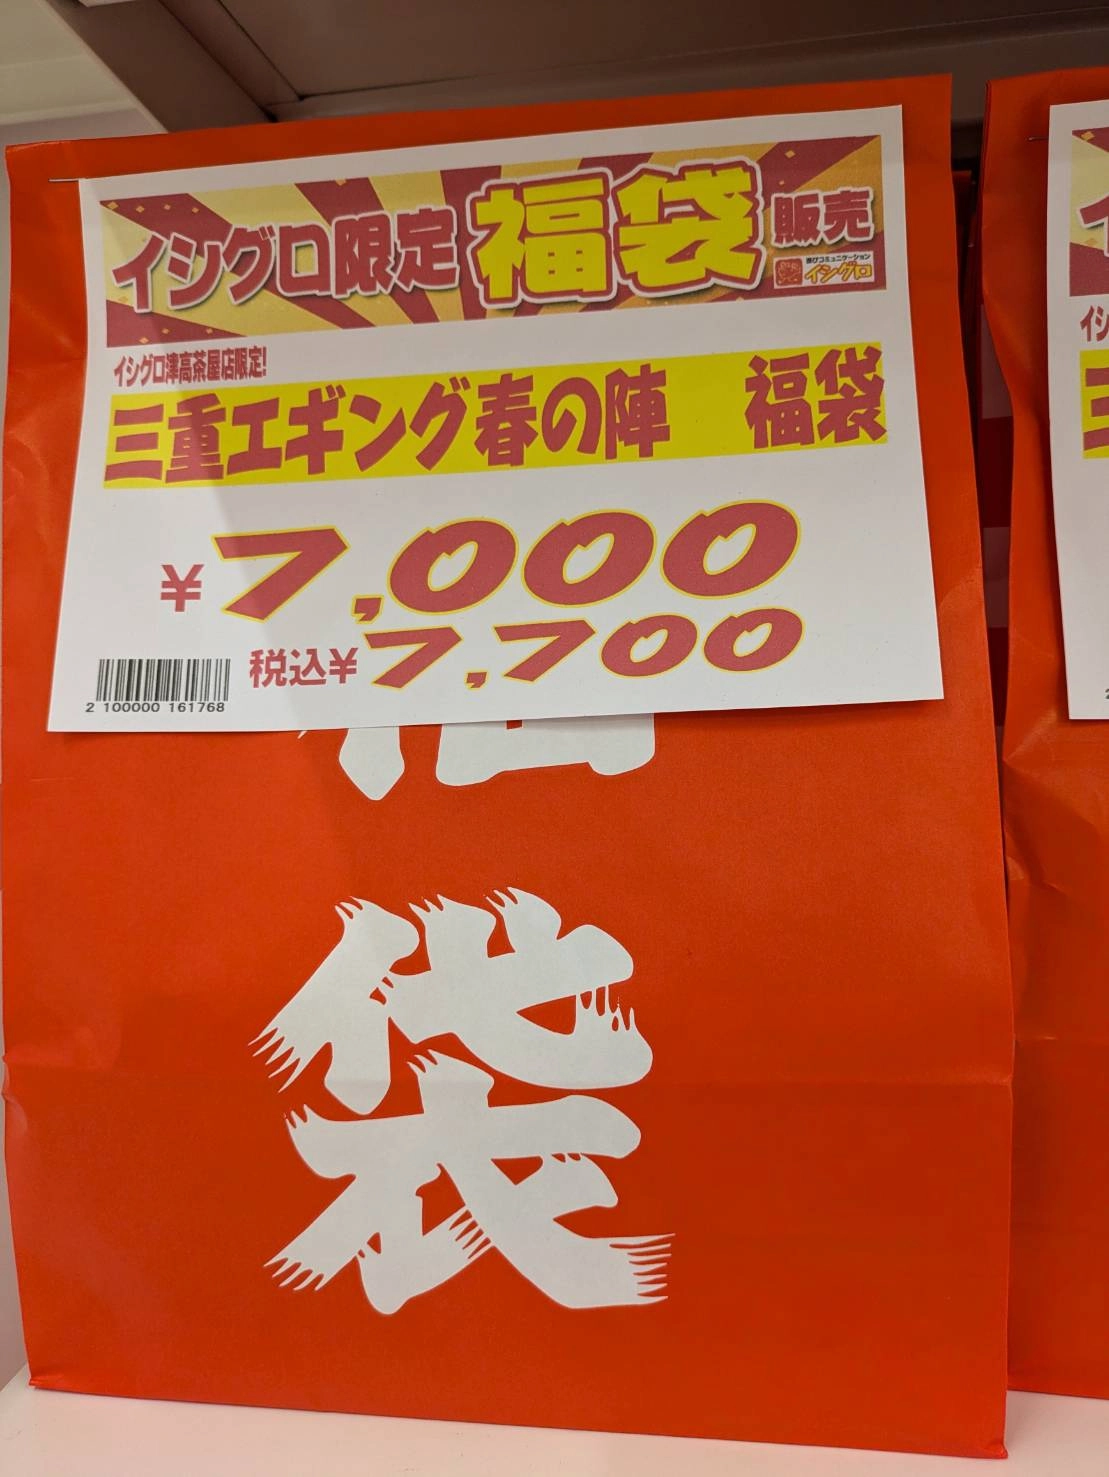 イシグロ限定 福袋 販売
遊びコミュニケーション
イシグロ
イシグロ津高茶屋店限定!
三重エギング春の陣 福袋
¥7,000
税込¥7,700
2 100000 161768
袋